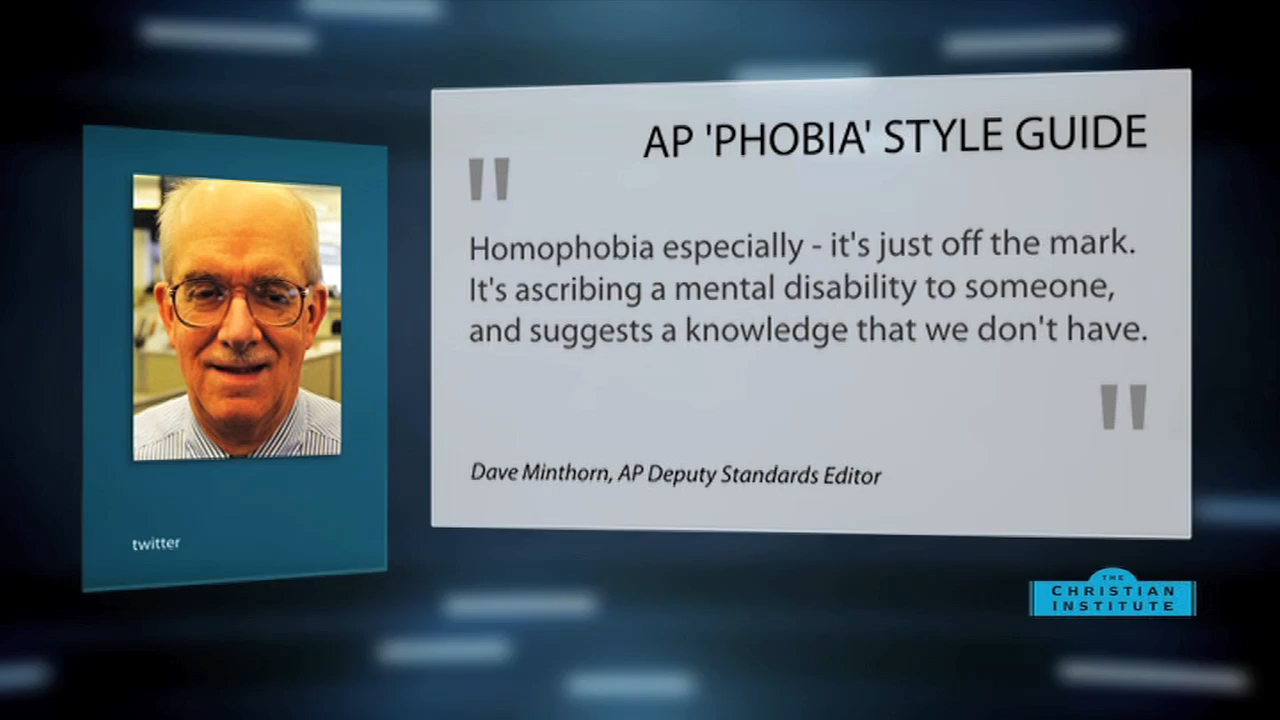 AP 'PHOBIA' STYLE GUIDE
"
Homophobia especially - it's just off the mark.
It's ascribing a mental disability to someone,
and suggests a knowledge that we don't have.
"
Dave Minthorn, AP Deputy Standards Editor
twitter
THE
CHRISTIAN
INSTITUTE